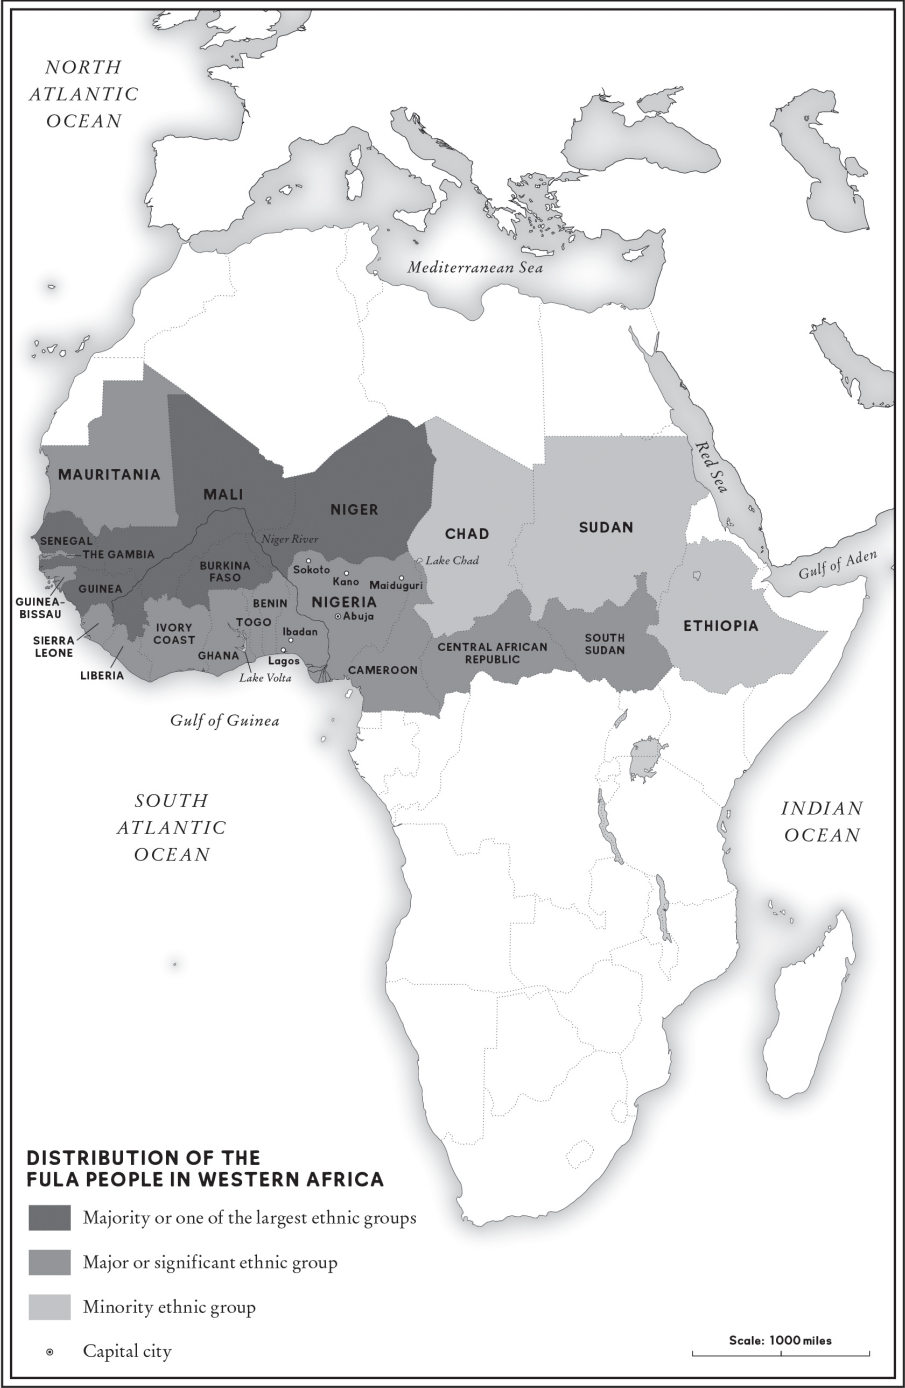 NORTH
ATLANTIC
OCEAN
Mediterranean Sea
Red Sea
Gulf of Aden
MAURITANIA
MALI
NIGER
CHAD
SUDAN
Niger River
Lake Chad
SENEGAL
THE GAMBIA
GUINEA
BURKINA
FASO
Sokoto
Kano
Maiduguri
GUINEA-
BISSAU
BENIN
NIGERIA
Abuja
TOGO
IVORY
COAST
Ibadan
ETHIOPIA
SIERRA
LEONE
GHANA
Lagos
CENTRAL AFRICAN
REPUBLIC
SOUTH
SUDAN
LIBERIA
Lake Volta
CAMEROON
Gulf of Guinea
SOUTH
ATLANTIC
OCEAN
INDIAN
OCEAN
DISTRIBUTION OF THE
FULA PEOPLE IN WESTERN AFRICA
Majority or one of the largest ethnic groups
Major or significant ethnic group
Minority ethnic group
Capital city
Scale: 1000 miles